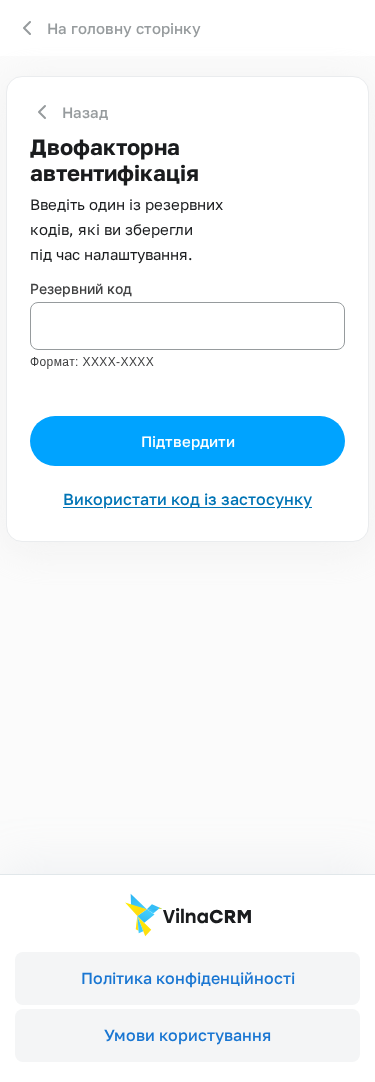 На головну сторінку
Назад
Двофакторна
автентифікація
Введіть один із резервних
кодів, які ви зберегли
під час налаштування.
Резервний код
Формат: XXXX-XXXX
Підтвердити
Використати код із застосунку
VilnaCRM
Політика конфіденційності
Умови користування